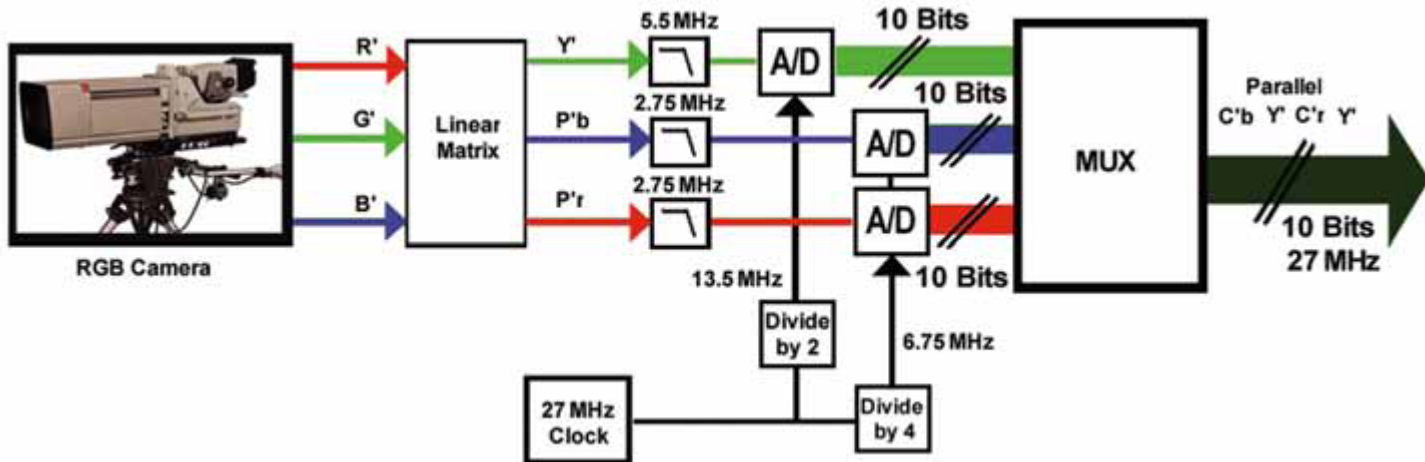 5.5 MHz
10 Bits
R'
Y'
A/D
10 Bits
Parallel
C'b Y' C'r Y'
2.75 MHz
G'
Linear
Matrix
P'b
A/D
MUX
2.75 MHz
B'
P'r
A/D
10 Bits
10 Bits
27 MHz
RGB Camera
13.5 MHz
Divide
by 2
6.75 MHz
27 MHz
Clock
Divide
by 4